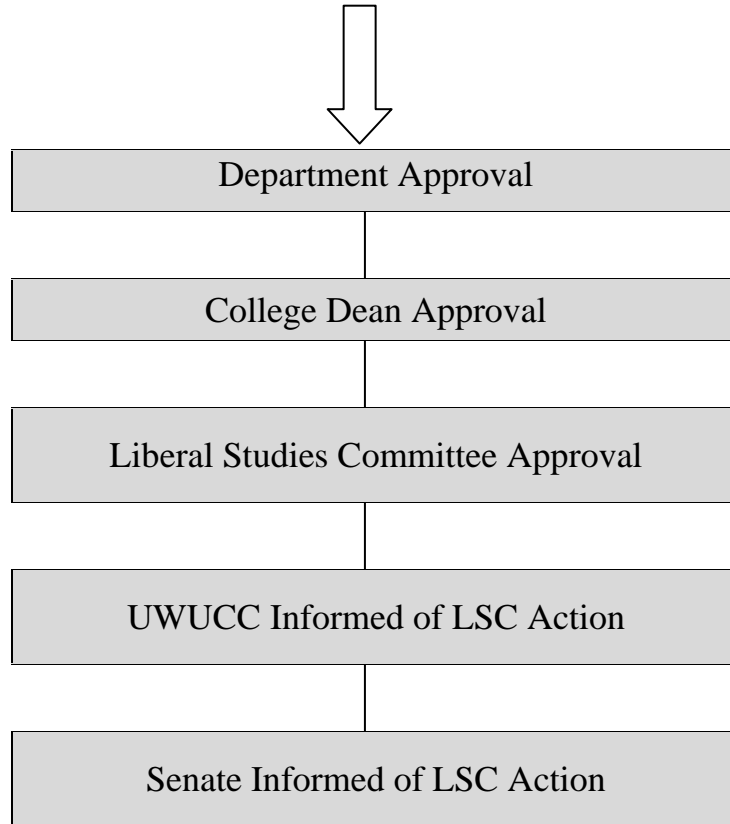 Department Approval
College Dean Approval
Liberal Studies Committee Approval
UWUCC Informed of LSC Action
Senate Informed of LSC Action